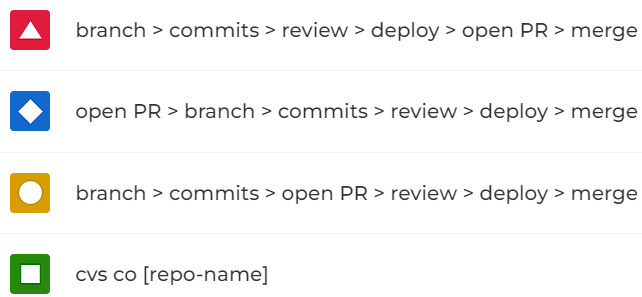 branch > commits > review > deploy > open PR > merge
open PR > branch > commits > review > deploy > merge
branch > commits > open PR > review > deploy > merge
cvs co [repo-name]